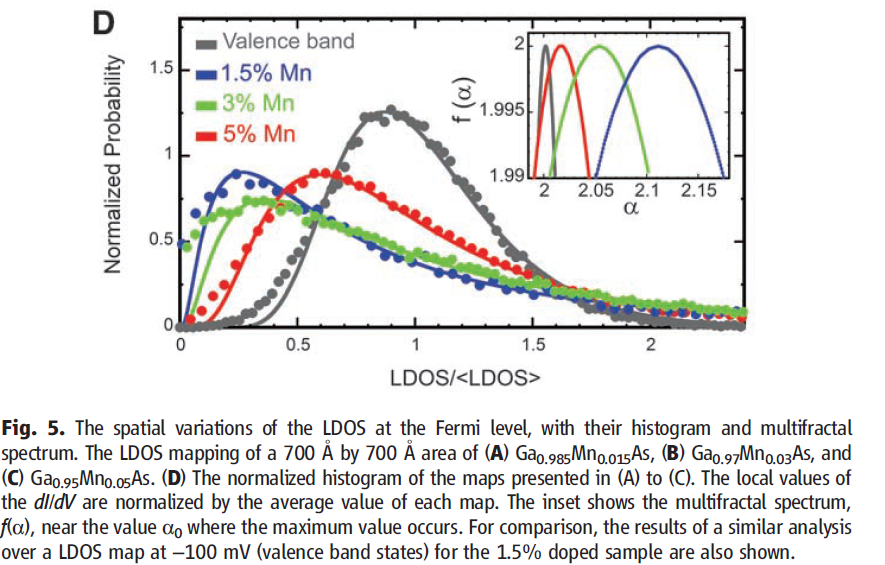 D
Normalized Probability
1.5
1
0.5
0
Valence band
1.5% Mn
3% Mn
5% Mn
f (α)
2
1.995
1.99
2
2.05
2.1
2.15
α
0
0.5
1
1.5
2
LDOS/<LDOS>
Fig. 5. The spatial variations of the LDOS at the Fermi level, with their histogram and multifractal
spectrum. The LDOS mapping of a 700 Å by 700 Å area of (A) Ga0.985Mn0.015As, (B) Ga0.97Mn0.03As, and
(C) Ga0.95Mn0.05As. (D) The normalized histogram of the maps presented in (A) to (C). The local values of
the dI/dV are normalized by the average value of each map. The inset shows the multifractal spectrum,
f(α), near the value α0 where the maximum value occurs. For comparison, the results of a similar analysis
over a LDOS map at −100 mV (valence band states) for the 1.5% doped sample are also shown.